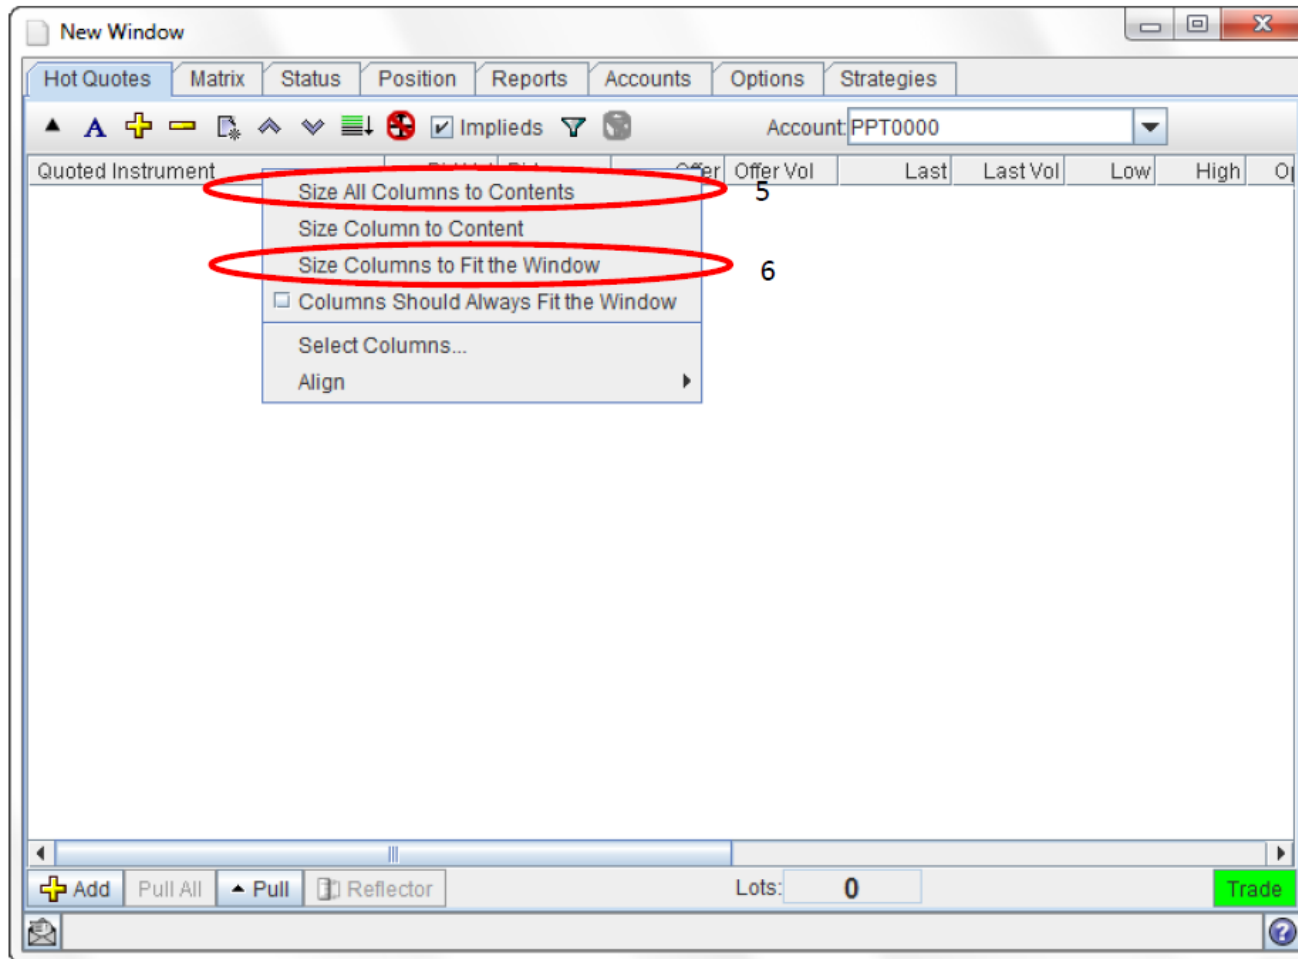 New Window
Hot Quotes Matrix Status Position Reports Accounts Options Strategies
A Implieds Account: PPT0000
Quoted Instrument Offer Offer Vol Last Last Vol Low High
Size All Columns to Contents 5
Size Column to Content
Size Columns to Fit the Window 6
Columns Should Always Fit the Window
Select Columns...
Align
Add Pull All Pull Reflector Lots: 0 Trade
?